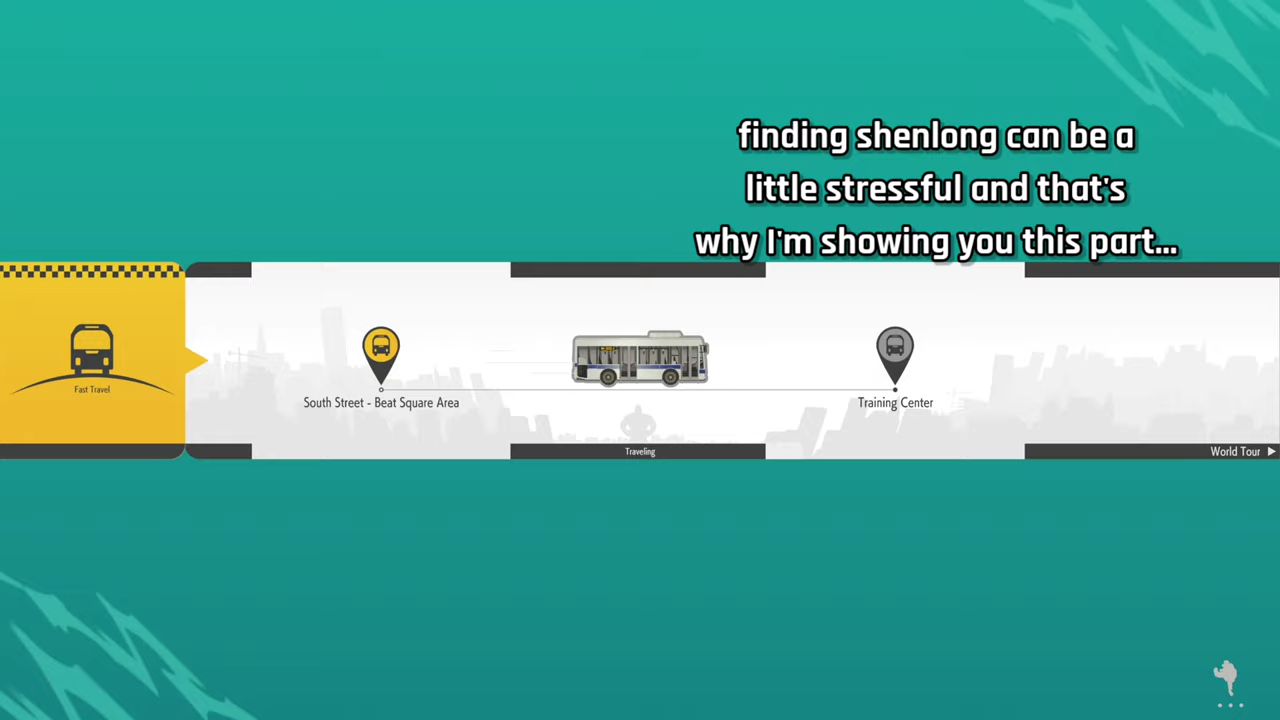 finding shenlong can be a
little stressful and that's
why I'm showing you this part...
Fast Travel
South Street - Beat Square Area
Training Center
Traveling
World Tour